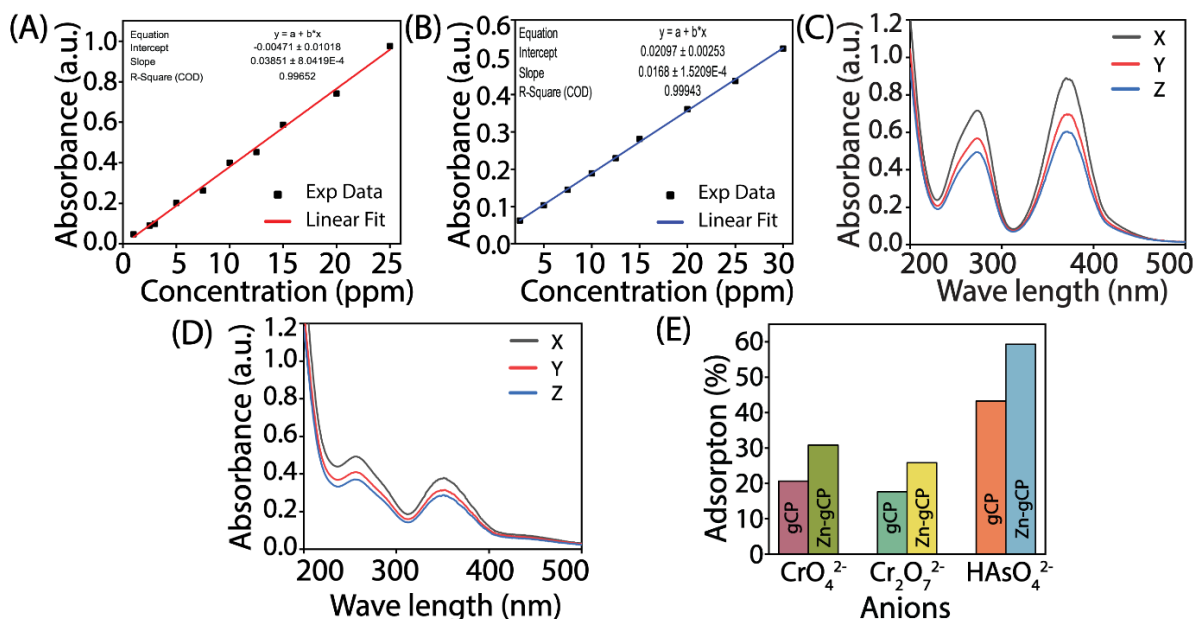 (A)
Absorbance (a.u.)
1.0
0.8
0.6
0.4
0.2
0.0
Equation y = a + b*x
Intercept -0.00471 ± 0.01018
Slope 0.03851 ± 8.0419E-4
R-Square (COD) 0.99652
Exp Data
Linear Fit
0 5 10 15 20 25
Concentration (ppm)
(B)
Absorbance (a.u.)
0.6
0.5
0.4
0.3
0.2
0.1
0.0
Equation y = a + b*x
Intercept 0.02097 ± 0.00253
Slope 0.0168 ± 1.5209E-4
R-Square (COD) 0.99943
Exp Data
Linear Fit
5 10 15 20 25 30
Concentration (ppm)
(C)
Absorbance (a.u.)
1.2
1.0
0.8
0.6
0.4
0.2
0.0
X
Y
Z
200 300 400 500
Wave length (nm)
(D)
Absorbance (a.u.)
1.2
1.0
0.8
0.6
0.4
0.2
0.0
X
Y
Z
200 300 400 500
Wave length (nm)
(E)
Adsorpton (%)
60
50
40
30
20
10
0
gCP
Zn-gCP
gCP
Zn-gCP
gCP
Zn-gCP
CrO₄²⁻ Cr₂O₇²⁻ HAsO₄²⁻
Anions